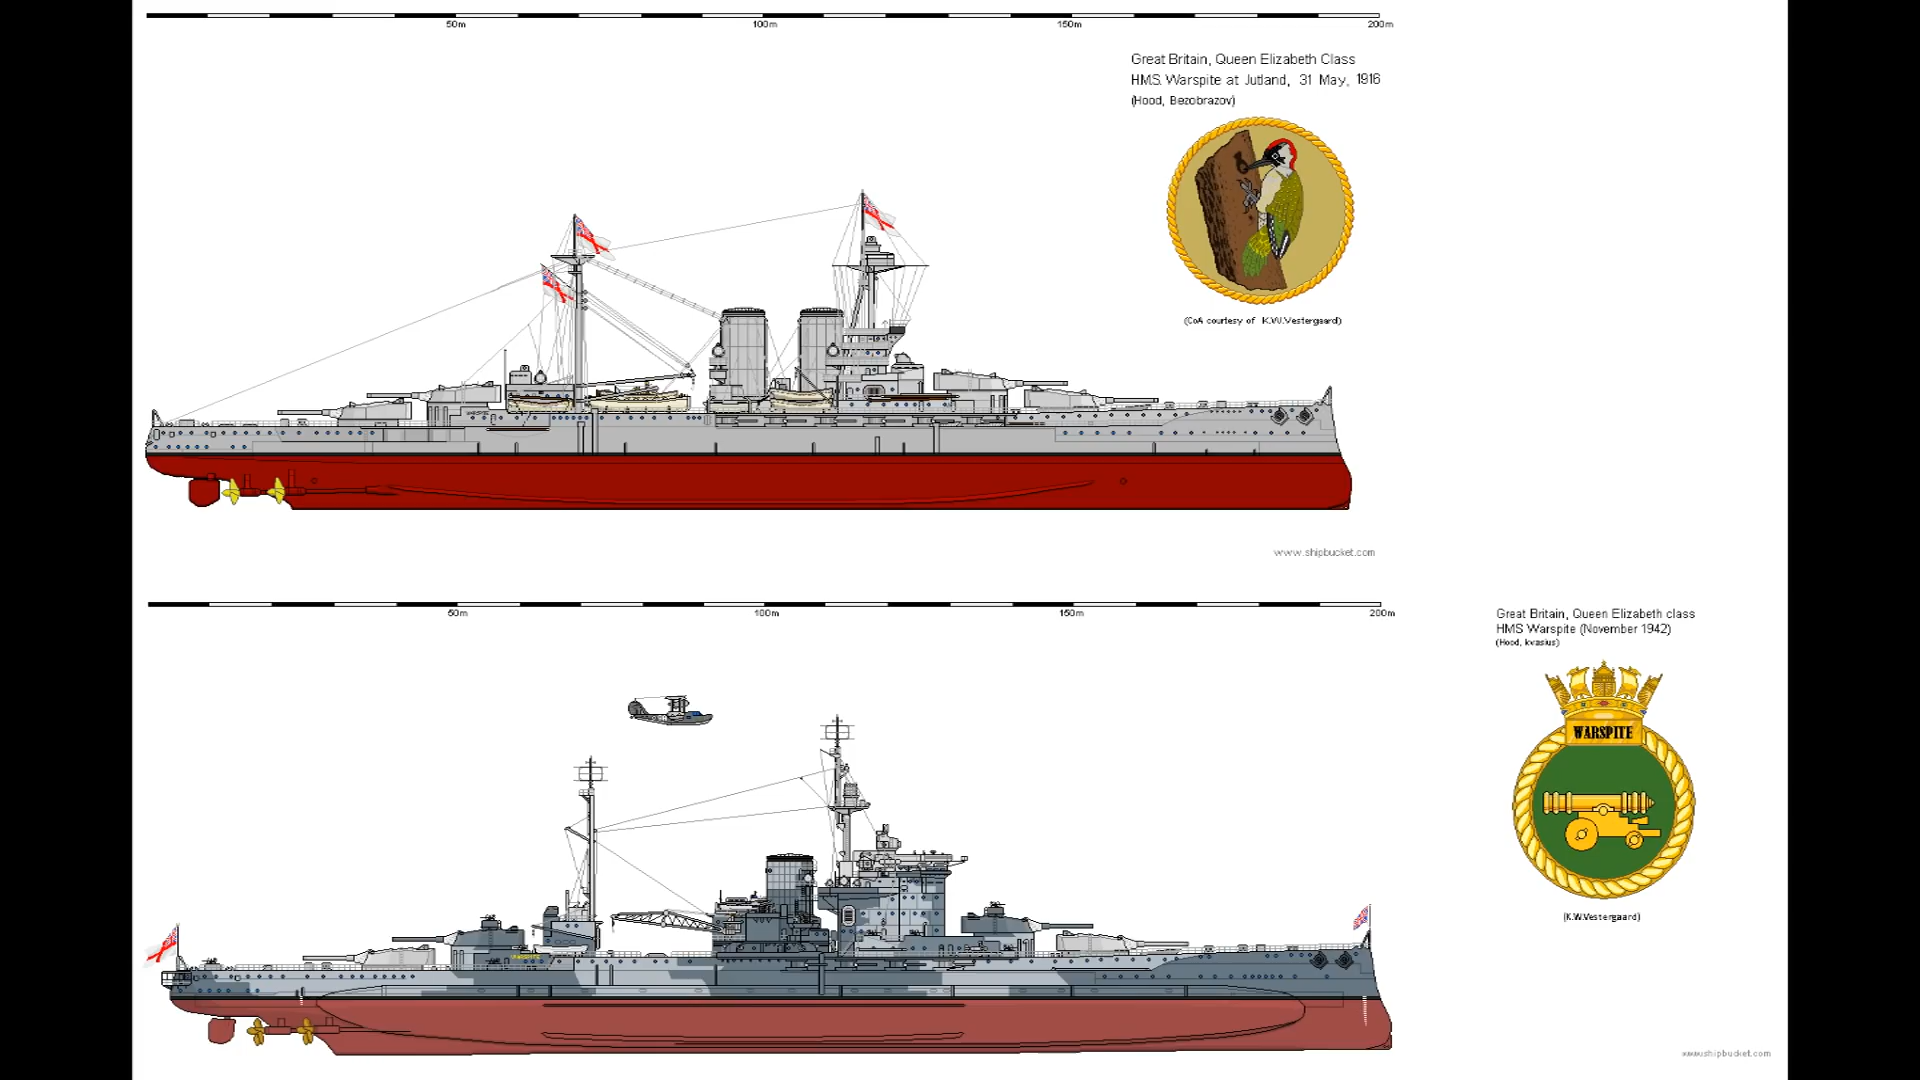 50m 100m 150m 200m
Great Britain, Queen Elizabeth Class
HMS Warspite at Jutland, 31 May, 1916
(Hood, Bezobrazov)
(CoA courtesy of K.W.Vestergaard)
WARSPITE
www.shipbucket.com
50m 100m 150m 200m
Great Britain, Queen Elizabeth class
HMS Warspite (November 1942)
(Hood, kvasius)
WARSPITE
(K.W.Vestergaard)
WARSPITE
www.shipbucket.com